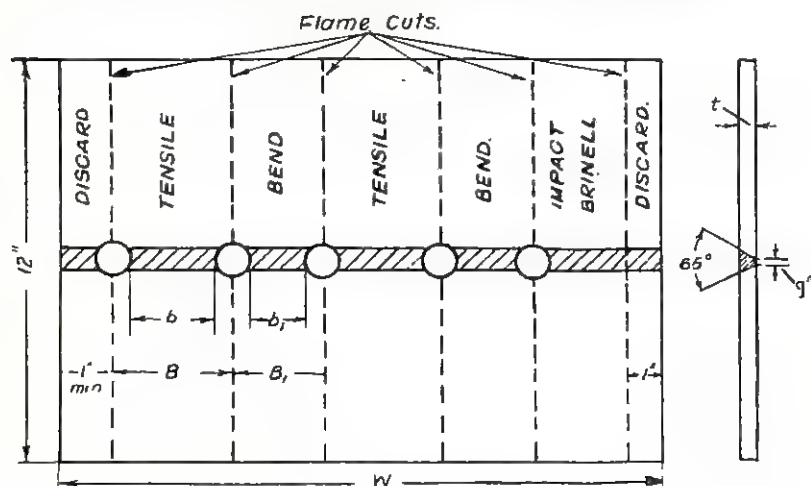 Flame Cuts.
DISCARD
TENSILE
BEND
TENSILE
BEND.
IMPACT
BRINELL
DISCARD.
t
12"
65°
g"
b
b₁
1"
min
B
B₁
1"
W